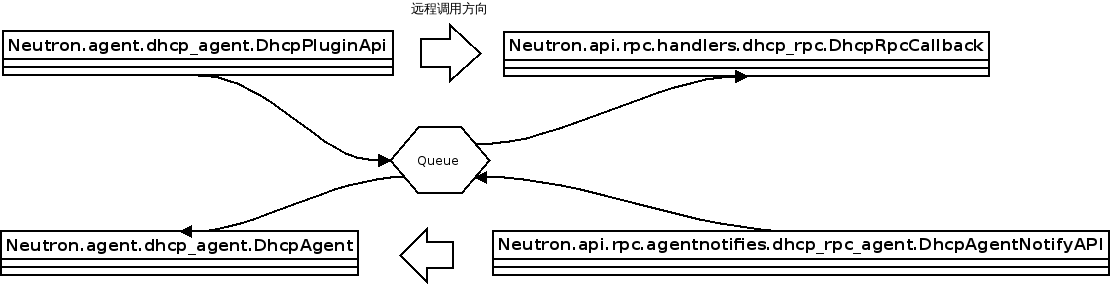 远程调用方向
Neutron.agent.dhcp_agent.DhcpPluginApi
Neutron.api.rpc.handlers.dhcp_rpc.DhcpRpcCallback
Queue
Neutron.agent.dhcp_agent.DhcpAgent
Neutron.api.rpc.agentnotifies.dhcp_rpc_agent.DhcpAgentNotifyAPI